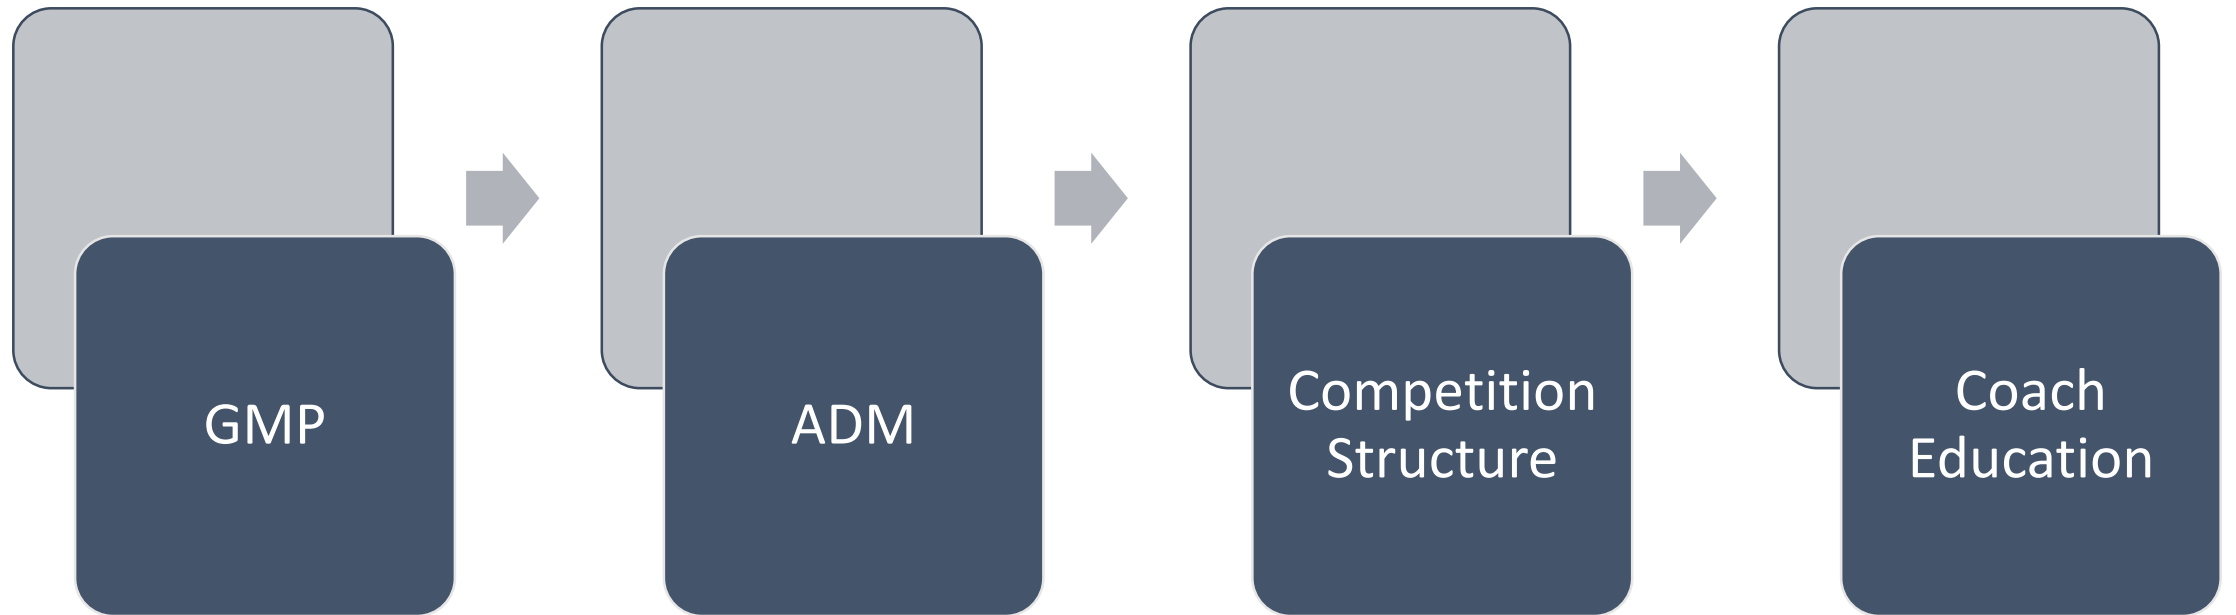 GMP
ADM
Competition
Structure
Coach
Education